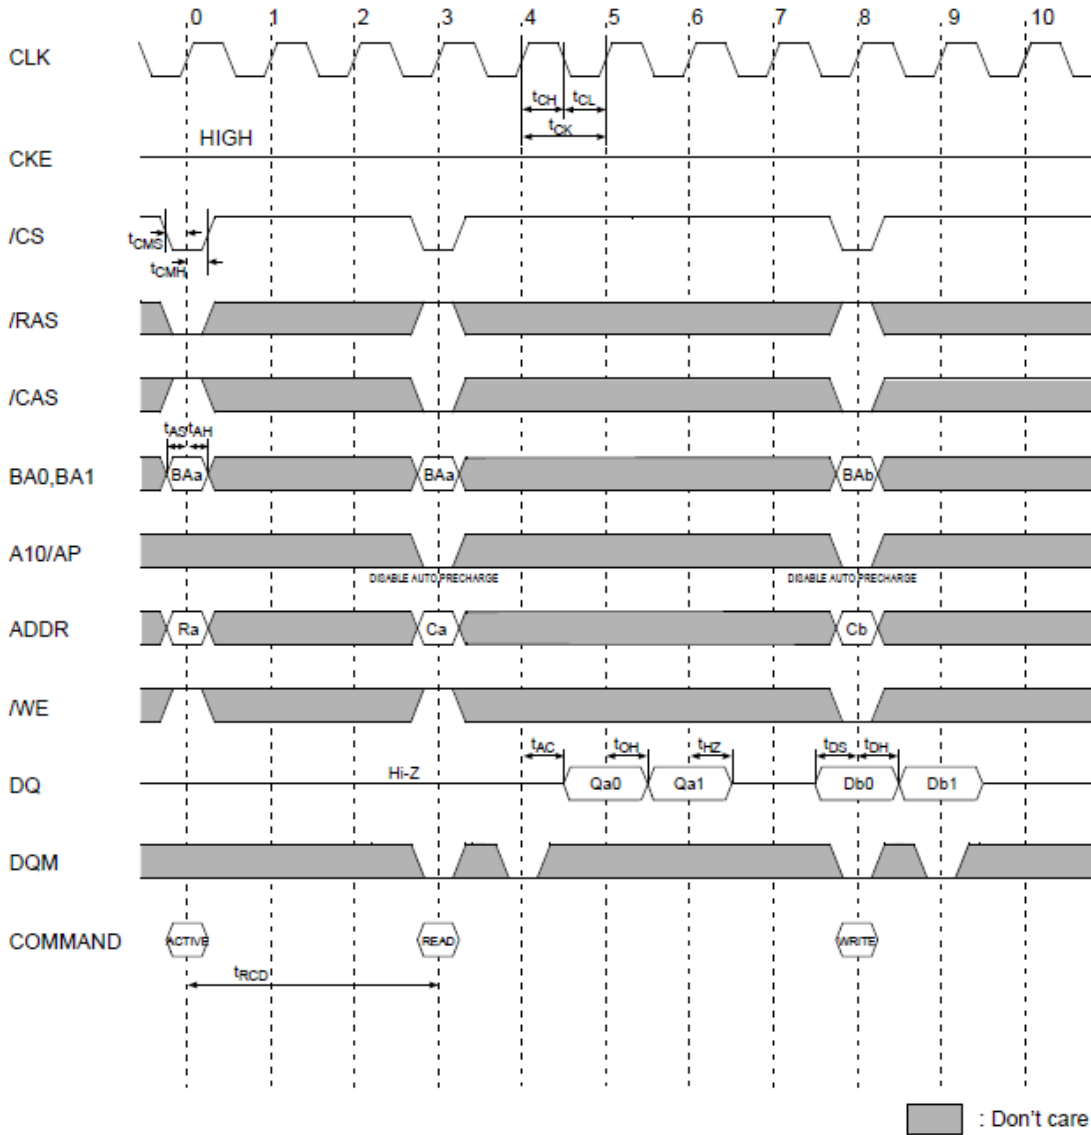 0 1 2 3 4 5 6 7 8 9 10
CLK
tCH tCL
tCK
HIGH
CKE
/CS
tCMS
tCMH
/RAS
/CAS
tAS tAH
BA0,BA1 BAa BAa BAb
A10/AP
DISABLE AUTO PRECHARGE DISABLE AUTO PRECHARGE
ADDR Ra Ca Cb
/WE
tAC tOH tHZ tDS tDH
Hi-Z
DQ Qa0 Qa1 Db0 Db1
DQM
COMMAND ACTIVE READ WRITE
tRCD
: Don't care